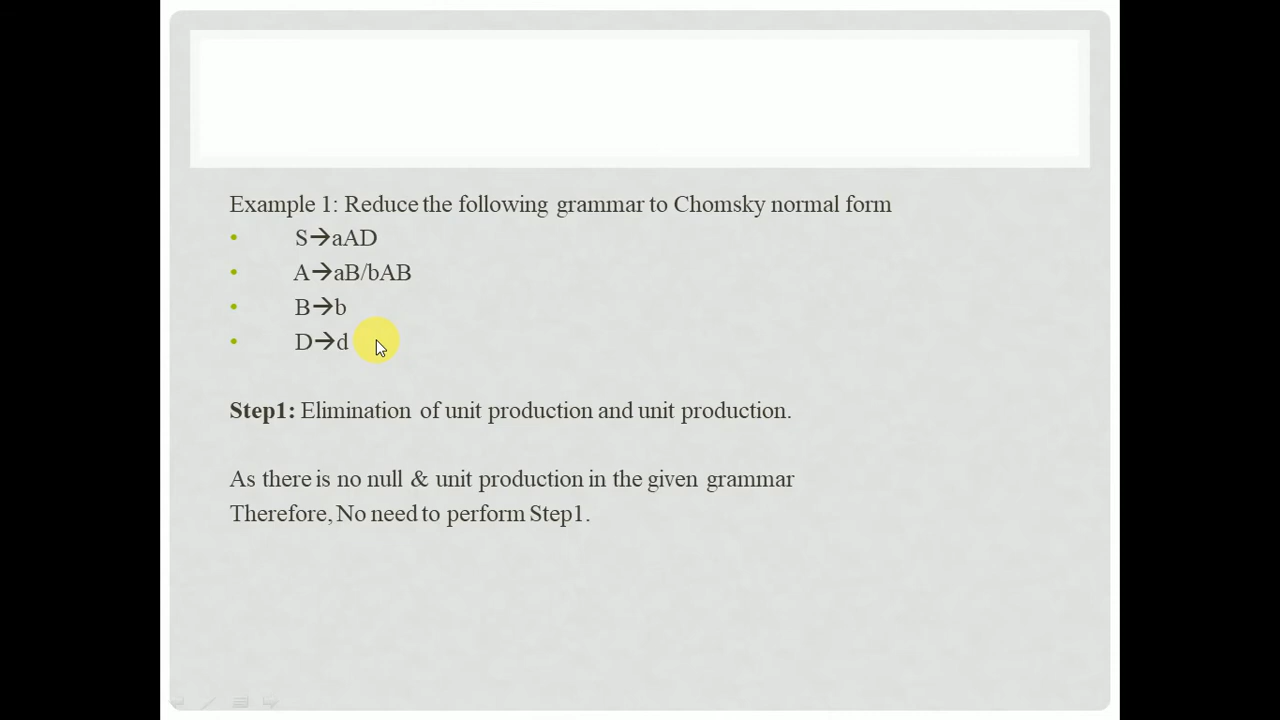 Example 1: Reduce the following grammar to Chomsky normal form
• S→aAD
• A→aB/bAB
• B→b
• D→d
Step1: Elimination of unit production and unit production.
As there is no null & unit production in the given grammar
Therefore, No need to perform Step1.